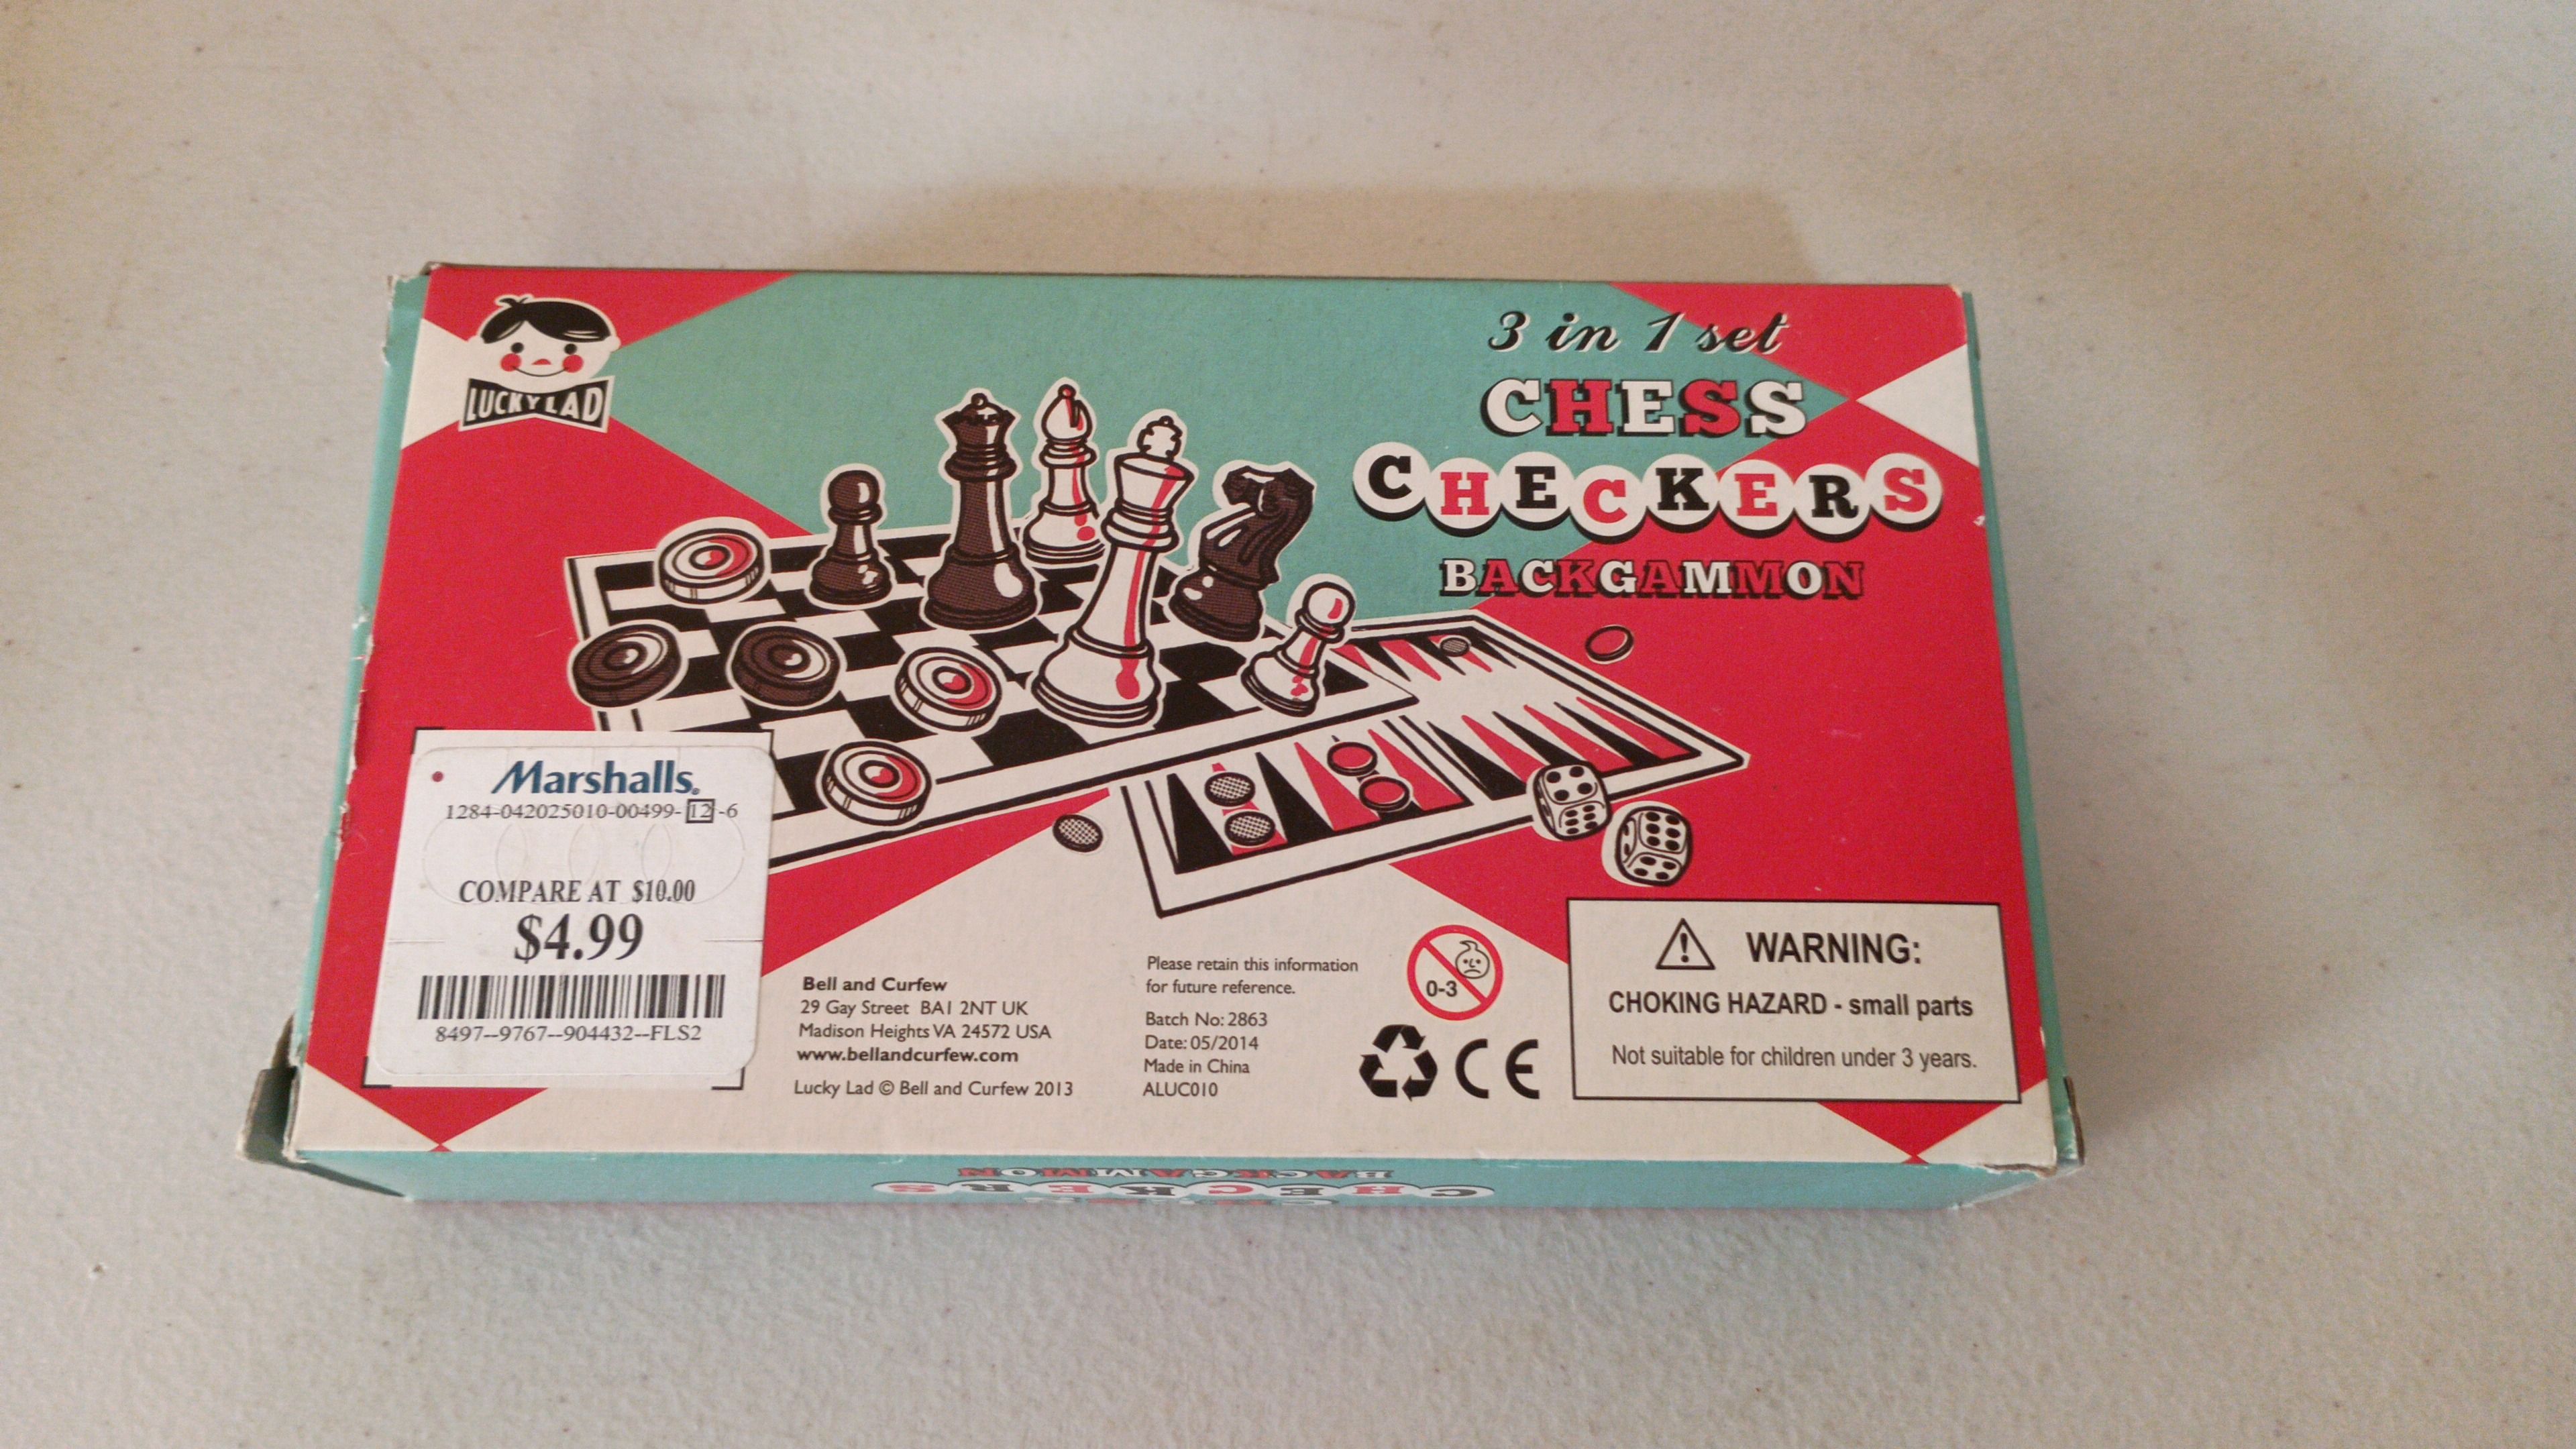 LUCKY LAD
3 in 1 set
CHESS
CHECKERS
BACKGAMMON
Marshalls.
1284-042025010-00499-12-6
COMPARE AT $10.00
$4.99
8497--9767--904432--FLS2
Bell and Curfew
29 Gay Street BA1 2NT UK
Madison Heights VA 24572 USA
www.bellandcurfew.com
Lucky Lad © Bell and Curfew 2013
Please retain this information
for future reference.
Batch No: 2863
Date: 05/2014
Made in China
ALUC010
0-3
CE
WARNING:
CHOKING HAZARD - small parts
Not suitable for children under 3 years.
BACKGAMMON
CHECKERS
CHESS